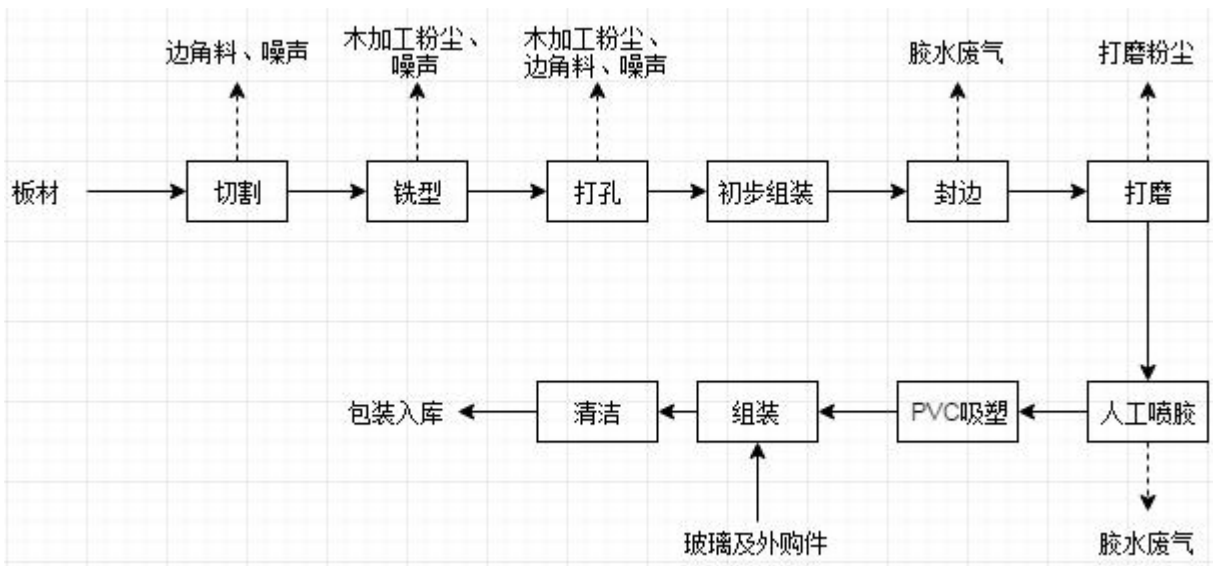 边角料、噪声
木加工粉尘、
噪声
木加工粉尘、
边角料、噪声
胶水废气
打磨粉尘
板材
切割
铣型
打孔
初步组装
封边
打磨
包装入库
清洁
组装
PVC吸塑
人工喷胶
玻璃及外购件
胶水废气